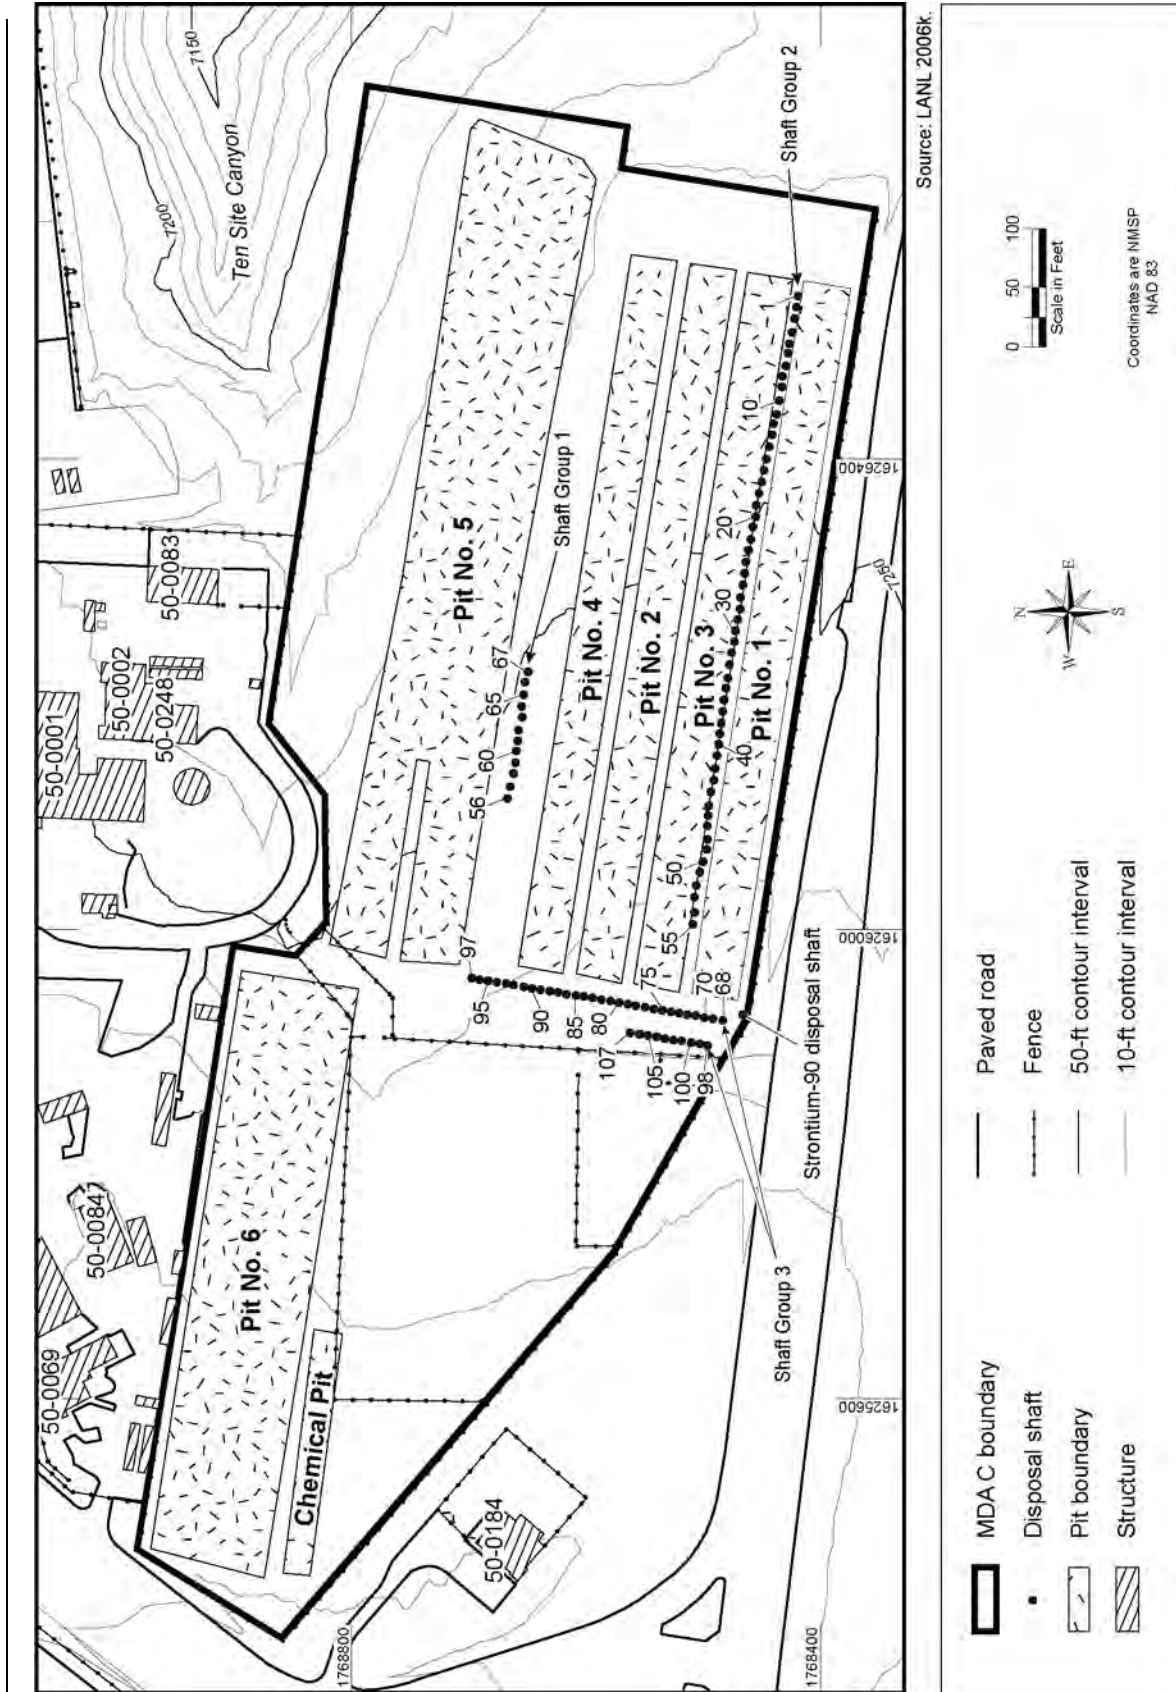 7150
7200
Ten Site Canyon
50-0001
50-0002
50-0248
50-0083
50-0084
50-0069
50-0184
Pit No. 6
Chemical Pit
Pit No. 5
Shaft Group 1
56
60
65
67
Pit No. 4
Pit No. 2
Pit No. 3
Pit No. 1
97
95
90
85
80
75
70
68
107
105
100
98
55
50
40
30
20
10
1
Shaft Group 2
Shaft Group 3
Strontium-90 disposal shaft
7250
1768800
1768400
1625600
1626000
1626400
Source: LANL 2006k.
MDA C boundary
Disposal shaft
Pit boundary
Structure
Paved road
Fence
50-ft contour interval
10-ft contour interval
N
W
E
S
0 50 100
Scale in Feet
Coordinates are NMSP
NAD 83